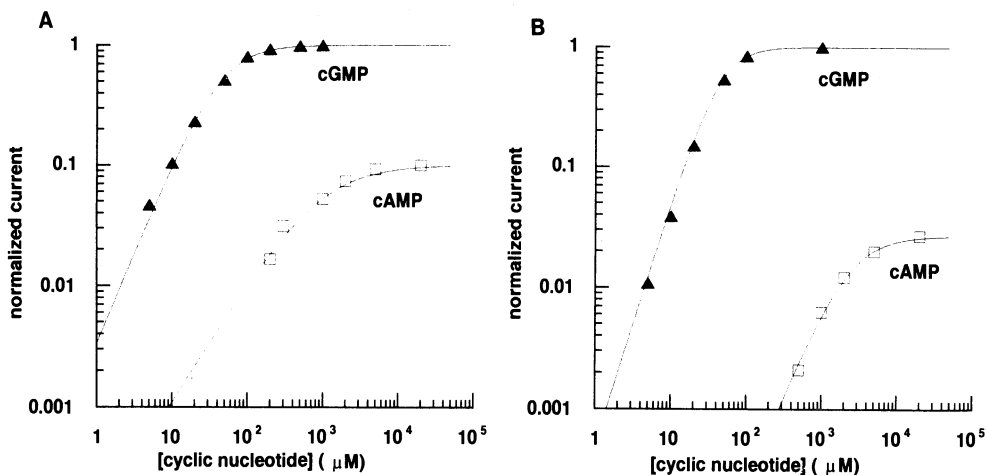 A
1
0.1
0.01
0.001
normalized current
cGMP
cAMP
1
10
10²
10³
10⁴
10⁵
[cyclic nucleotide] ( μM)
B
1
0.1
0.01
0.001
normalized current
cGMP
cAMP
1
10
10²
10³
10⁴
10⁵
[cyclic nucleotide] ( μM)